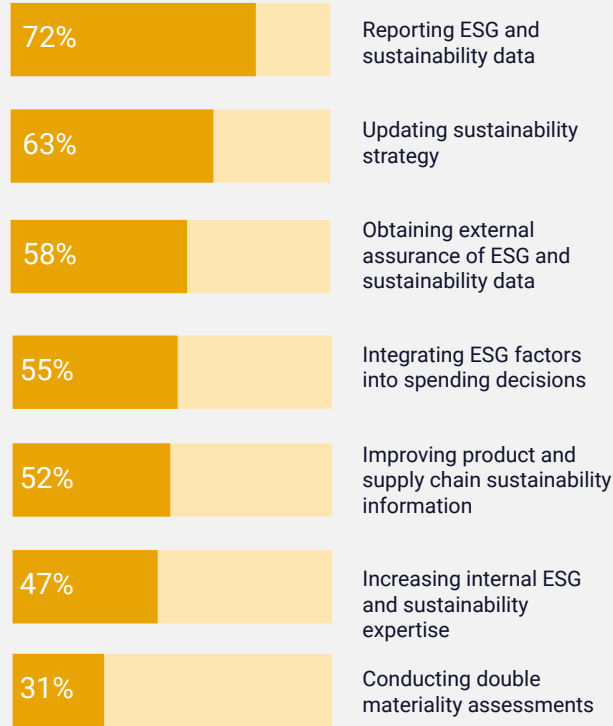 72%
Reporting ESG and
sustainability data
63%
Updating sustainability
strategy
58%
Obtaining external
assurance of ESG and
sustainability data
55%
Integrating ESG factors
into spending decisions
52%
Improving product and
supply chain sustainability
information
47%
Increasing internal ESG
and sustainability
expertise
31%
Conducting double
materiality assessments